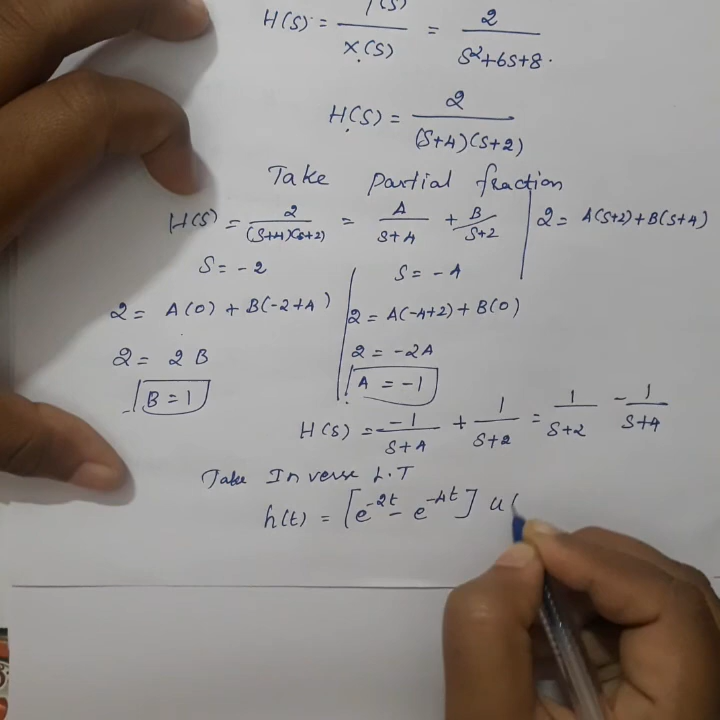 H(S) = Y(S) / X(S) = 2 / S²+6S+8.
H(S) = 2 / (S+4)(S+2)
Take Partial fraction
H(S) = 2 / (S+4)(S+2) = A / S+4 + B / S+2
2 = A(S+2)+B(S+4)
S = -2
2 = A(0) + B(-2+4)
2 = 2B
B = 1
S = -4
2 = A(-4+2) + B(0)
2 = -2A
A = -1
H(S) = -1 / S+4 + 1 / S+2 = 1 / S+2 - 1 / S+4
Take Inverse L.T
h(t) = [e^-2t - e^-4t] u(